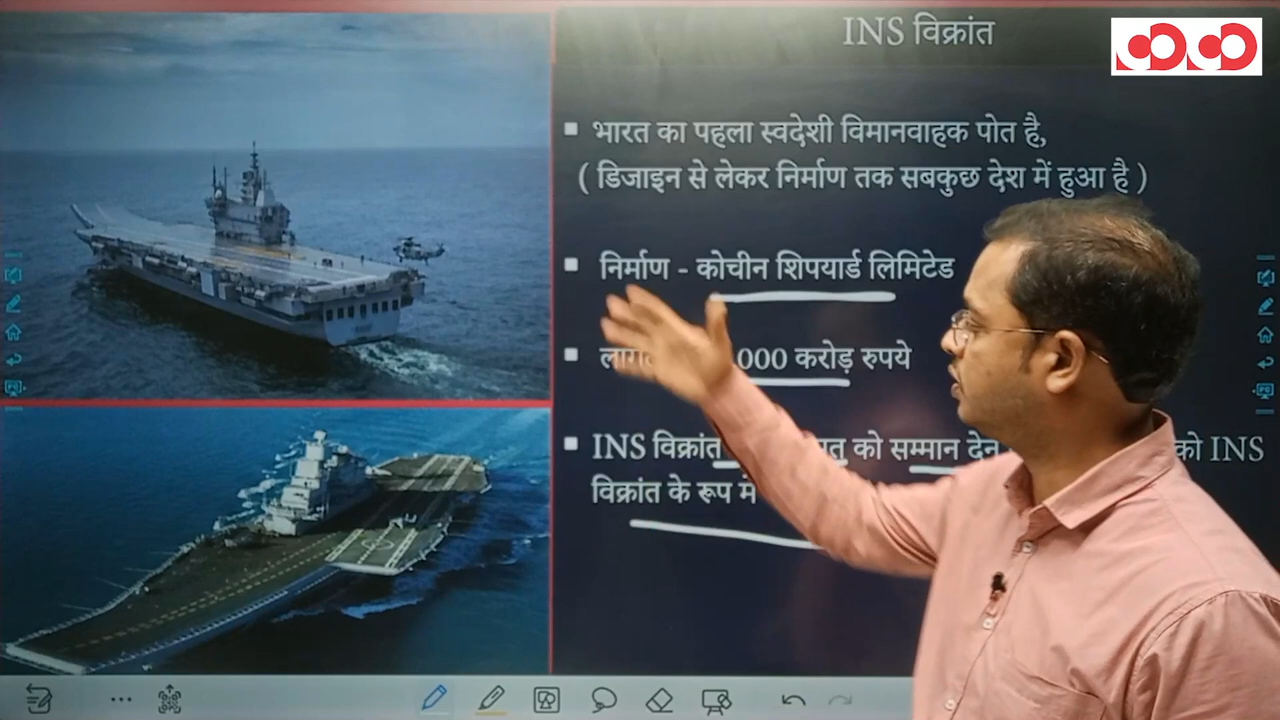 INS विक्रांत
भारत का पहला स्वदेशी विमानवाहक पोत है,
( डिजाइन से लेकर निर्माण तक सबकुछ देश में हुआ है )
निर्माण - कोचीन शिपयार्ड लिमिटेड
000 करोड़ रुपये
INS विक्रांत को सम्मान देने को INS
विक्रांत के रूप में